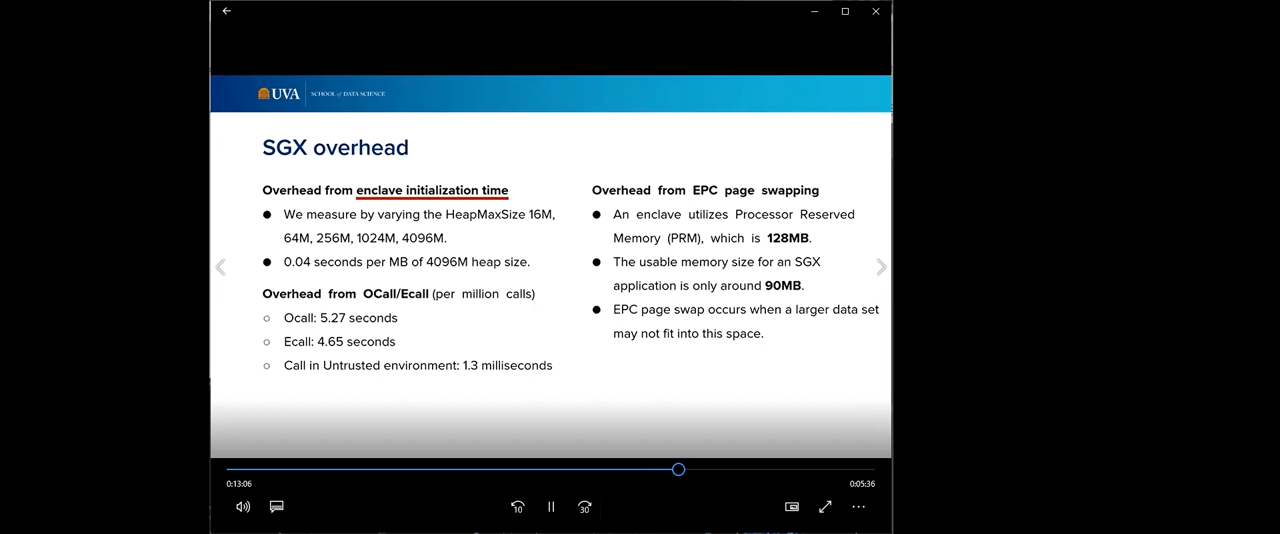 UVA SCHOOL of DATA SCIENCE
SGX overhead
Overhead from enclave initialization time
● We measure by varying the HeapMaxSize 16M,
64M, 256M, 1024M, 4096M.
● 0.04 seconds per MB of 4096M heap size.
Overhead from OCall/Ecall (per million calls)
○ Ocall: 5.27 seconds
○ Ecall: 4.65 seconds
○ Call in Untrusted environment: 1.3 milliseconds
Overhead from EPC page swapping
● An enclave utilizes Processor Reserved
Memory (PRM), which is 128MB.
● The usable memory size for an SGX
application is only around 90MB.
● EPC page swap occurs when a larger data set
may not fit into this space.
0:13:06
0:05:36
10
30